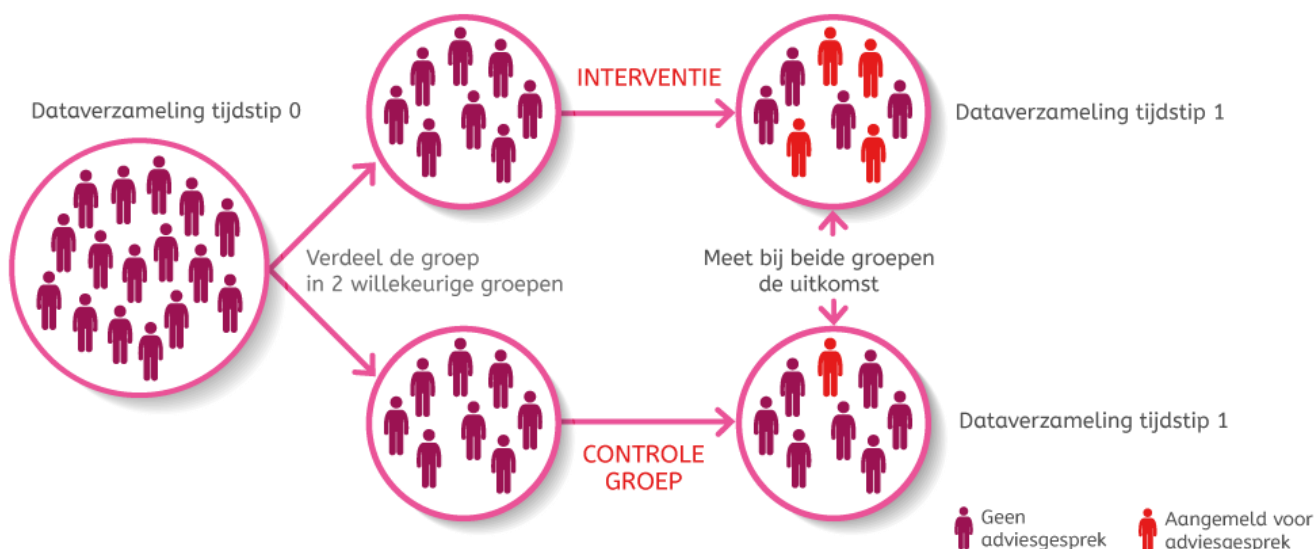 INTERVENTIE
Dataverzameling tijdstip 0
Dataverzameling tijdstip 1
Verdeel de groep
in 2 willekeurige groepen
Meet bij beide groepen
de uitkomst
CONTROLE
GROEP
Dataverzameling tijdstip 1
Geen
adviesgesprek
Aangemeld voor
adviesgesprek